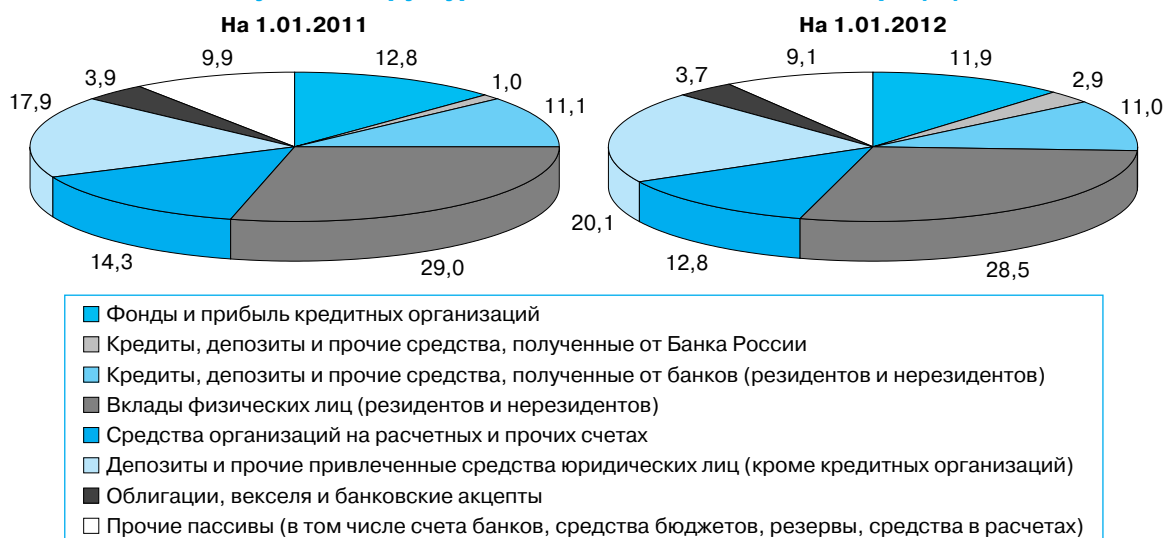 На 1.01.2011
9,9
12,8
3,9
1,0
17,9
11,1
14,3
29,0
На 1.01.2012
9,1
11,9
3,7
2,9
11,0
20,1
12,8
28,5
Фонды и прибыль кредитных организаций
Кредиты, депозиты и прочие средства, полученные от Банка России
Кредиты, депозиты и прочие средства, полученные от банков (резидентов и нерезидентов)
Вклады физических лиц (резидентов и нерезидентов)
Средства организаций на расчетных и прочих счетах
Депозиты и прочие привлеченные средства юридических лиц (кроме кредитных организаций)
Облигации, векселя и банковские акцепты
Прочие пассивы (в том числе счета банков, средства бюджетов, резервы, средства в расчетах)